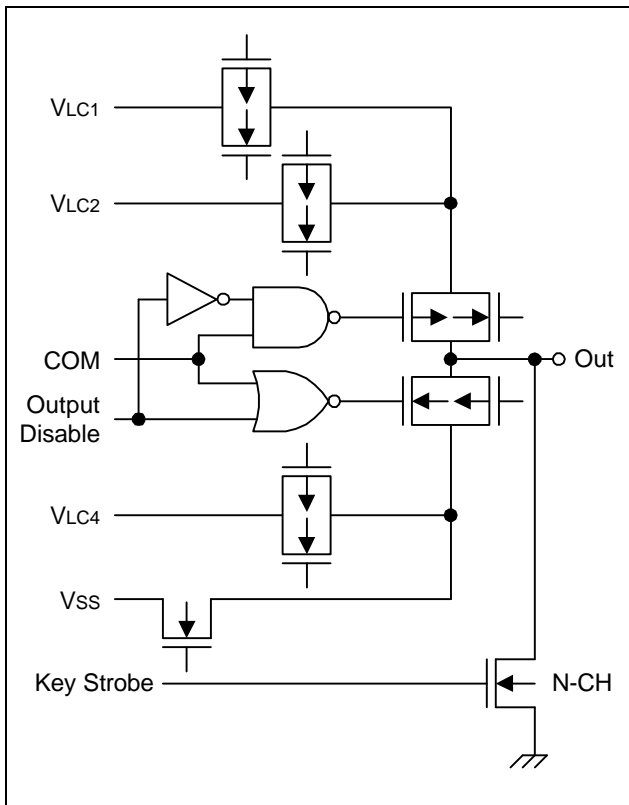 VLC1
VLC2
COM
Out
Output
Disable
VLC4
VSS
Key Strobe
N-CH